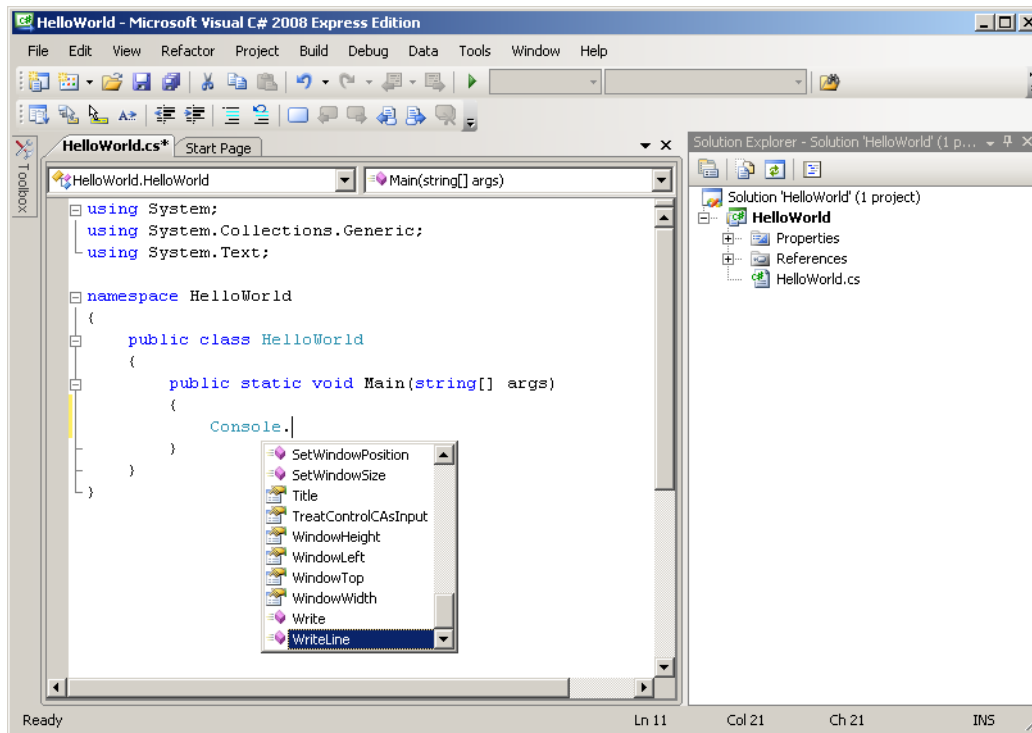 HelloWorld - Microsoft Visual C# 2008 Express Edition
File Edit View Refactor Project Build Debug Data Tools Window Help
HelloWorld.cs* Start Page
Toolbox
HelloWorld.HelloWorld Main(string[] args)
using System;
using System.Collections.Generic;
using System.Text;
namespace HelloWorld
{
public class HelloWorld
{
public static void Main(string[] args)
{
Console.
}
}
}
SetWindowPosition
SetWindowSize
Title
TreatControlCAsInput
WindowHeight
WindowLeft
WindowTop
WindowWidth
Write
WriteLine
Solution Explorer - Solution 'HelloWorld' (1 p...
Solution 'HelloWorld' (1 project)
HelloWorld
Properties
References
HelloWorld.cs
Ready Ln 11 Col 21 Ch 21 INS